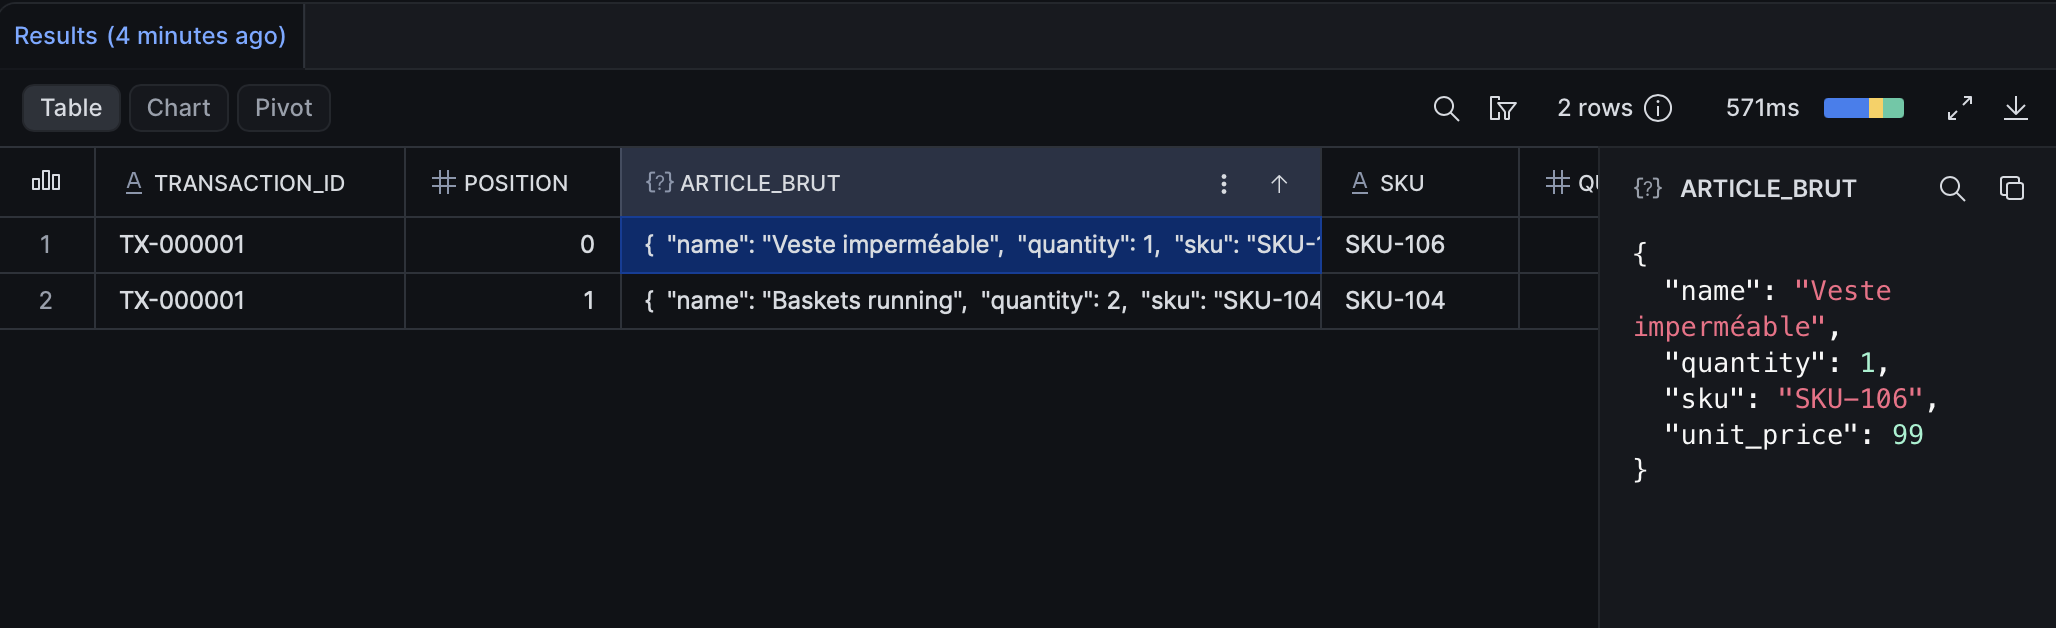 Results (4 minutes ago)
Table Chart Pivot 2 rows 571ms
TRANSACTION_ID # POSITION {?} ARTICLE_BRUT A SKU #
1 TX-000001 0 { "name": "Veste imperméable", "quantity": 1, "sku": "SKU- SKU-106
2 TX-000001 1 { "name": "Baskets running", "quantity": 2, "sku": "SKU-104 SKU-104
{?} ARTICLE_BRUT
{
"name": "Veste
imperméable",
"quantity": 1,
"sku": "SKU-106",
"unit_price": 99
}